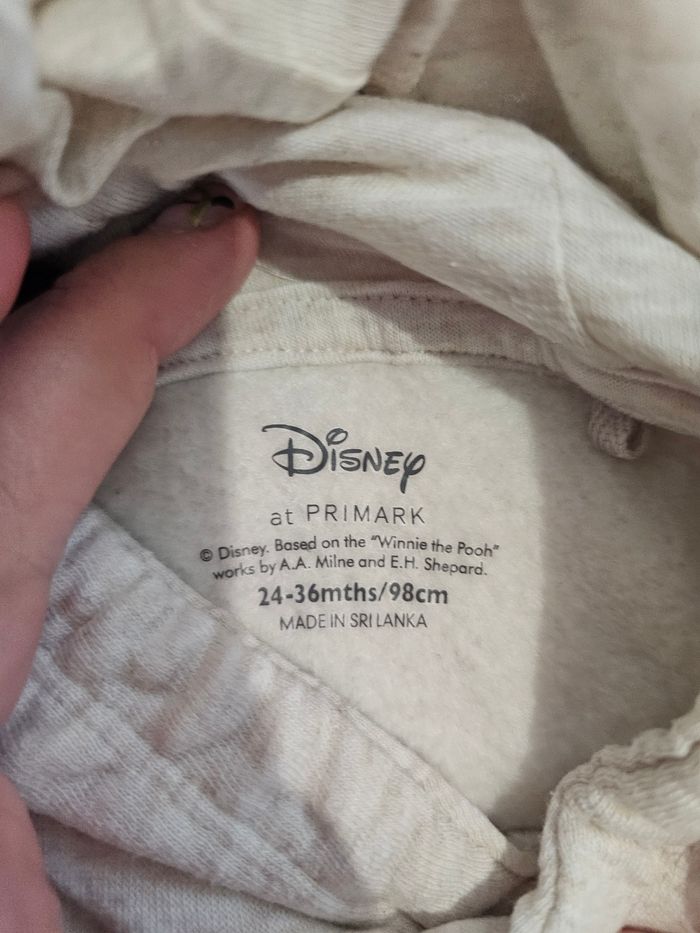 Disney
at PRIMARK
© Disney. Based on the "Winnie the Pooh"
works by A.A. Milne and E.H. Shepard.
24-36mths/98cm
MADE IN SRI LANKA